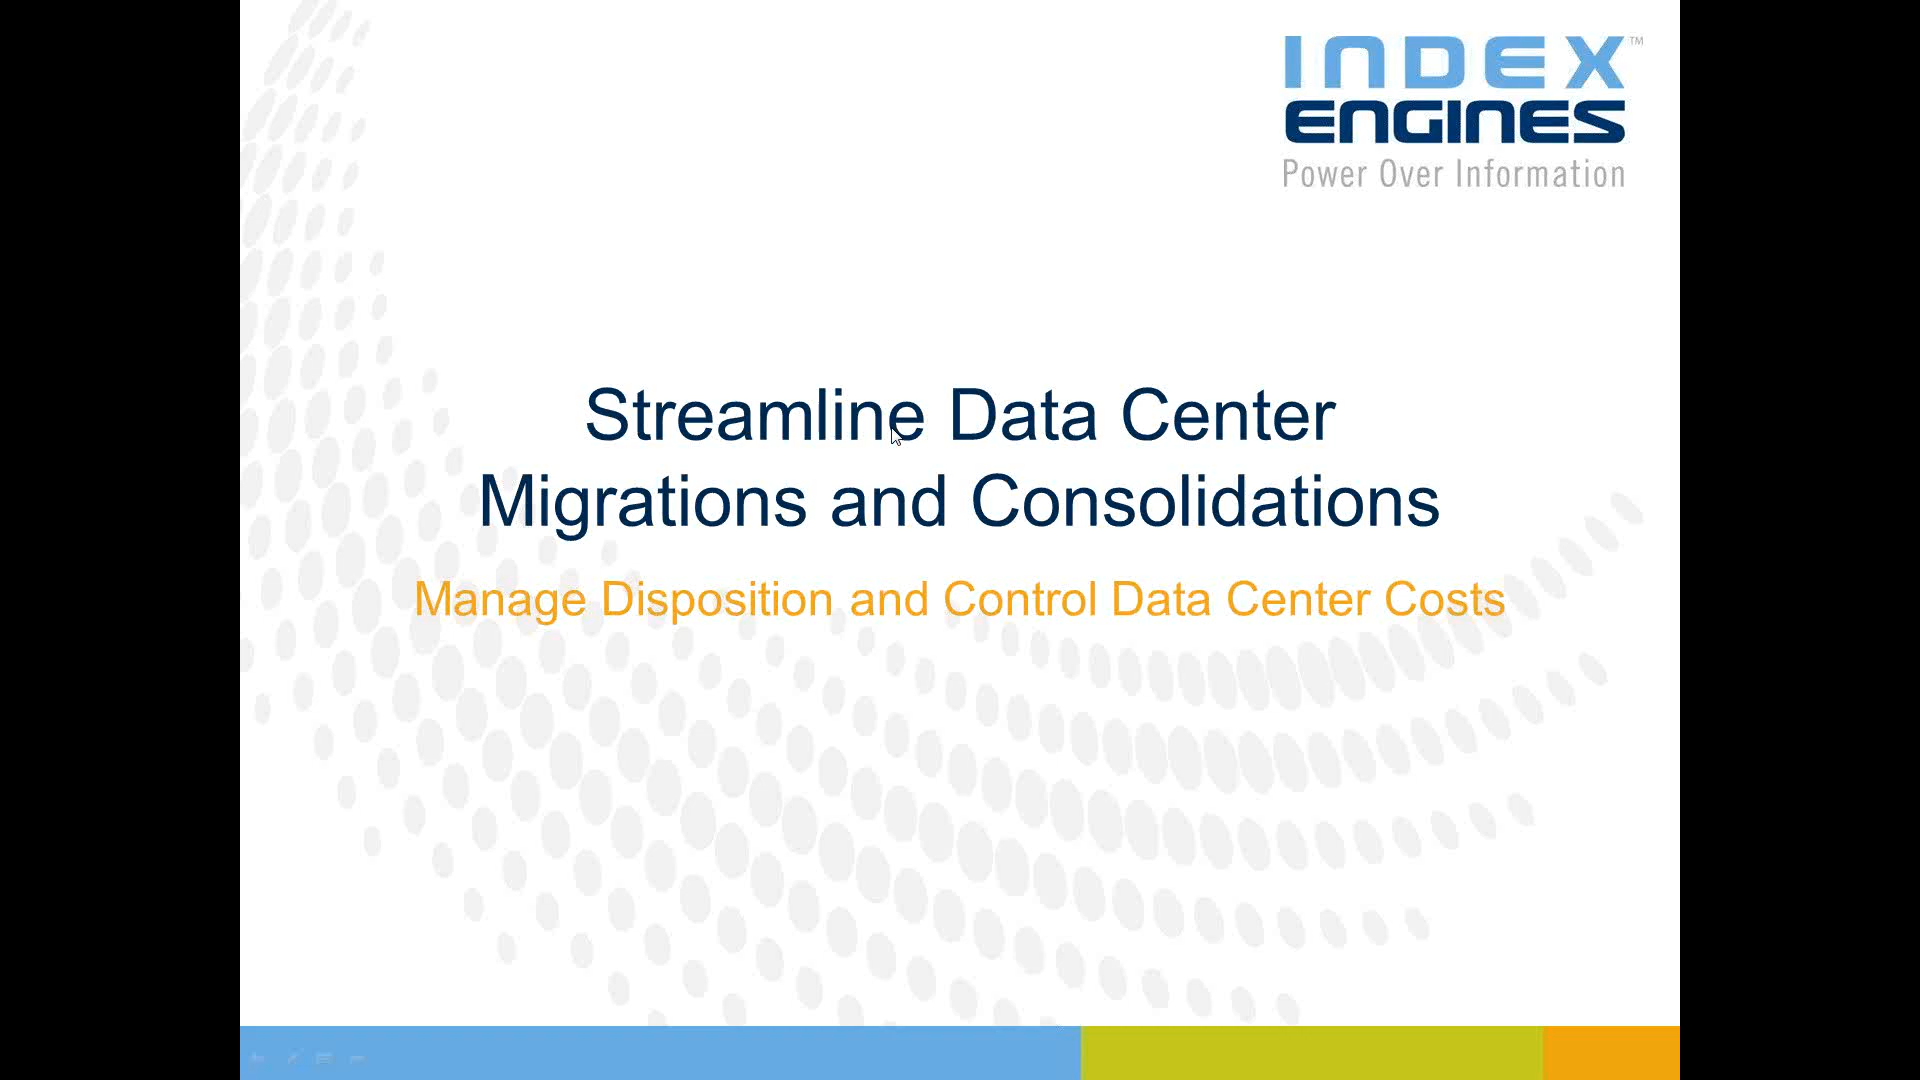 INDEX™
ENGINES
Power Over Information
Streamline Data Center
Migrations and Consolidations
Manage Disposition and Control Data Center Costs